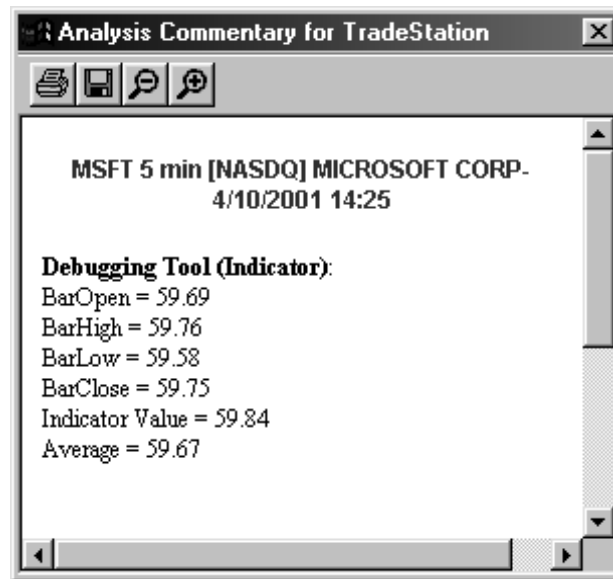 Analysis Commentary for TradeStation
MSFT 5 min [NASDQ] MICROSOFT CORP-
4/10/2001 14:25
Debugging Tool (Indicator):
BarOpen = 59.69
BarHigh = 59.76
BarLow = 59.58
BarClose = 59.75
Indicator Value = 59.84
Average = 59.67